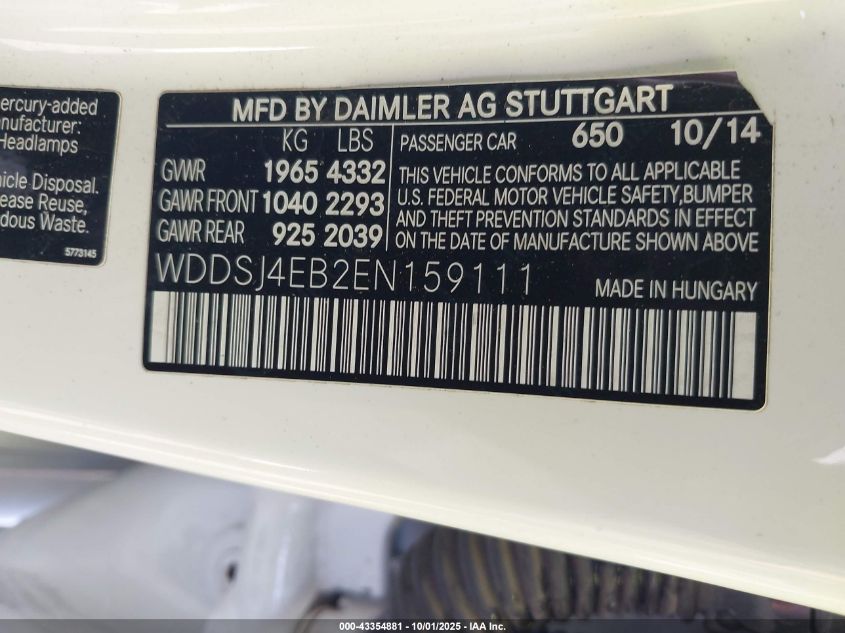 ercury-added
anufacturer:
Headlamps
icle Disposal.
ease Reuse,
dous Waste.
5773145
MFD BY DAIMLER AG STUTTGART
KG LBS
GVWR 1965 4332
GAWR FRONT 1040 2293
GAWR REAR 925 2039
PASSENGER CAR 650 10/14
THIS VEHICLE CONFORMS TO ALL APPLICABLE
U.S. FEDERAL MOTOR VEHICLE SAFETY,BUMPER
AND THEFT PREVENTION STANDARDS IN EFFECT
ON THE DATE OF MANUFACTURE SHOWN ABOVE
WDDSJ4EB2EN159111
MADE IN HUNGARY
000-43354881 - 10/01/2025 - © IAA Inc.